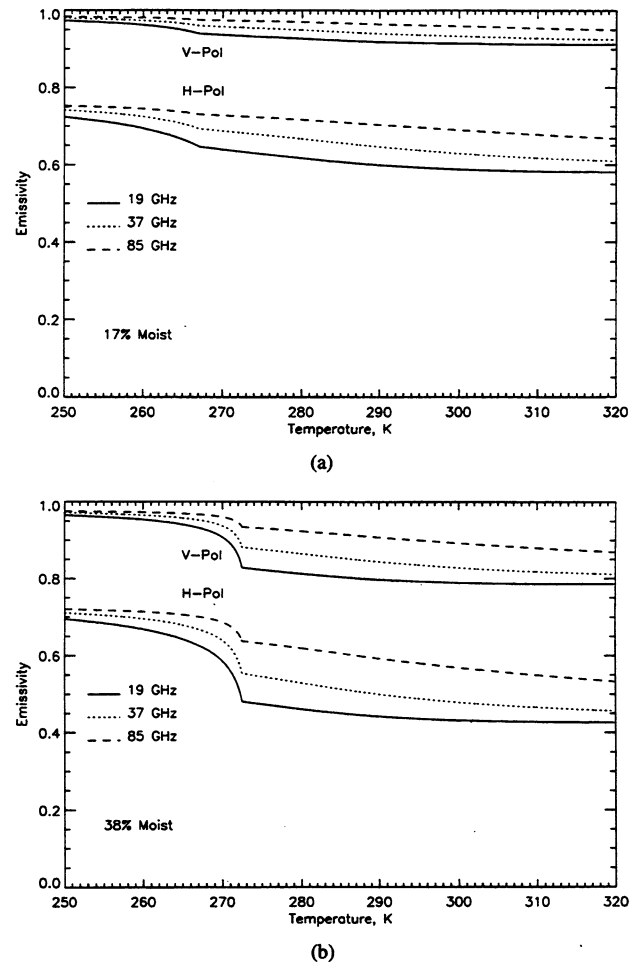 1.0
V-Pol
0.8
H-Pol
0.6
Emissivity
19 GHz
37 GHz
0.4
85 GHz
0.2
17% Moist
0.0
250 260 270 280 290 300 310 320
Temperature, K
(a)
1.0
V-Pol
0.8
H-Pol
0.6
Emissivity
19 GHz
37 GHz
0.4
85 GHz
0.2
38% Moist
0.0
250 260 270 280 290 300 310 320
Temperature, K
(b)